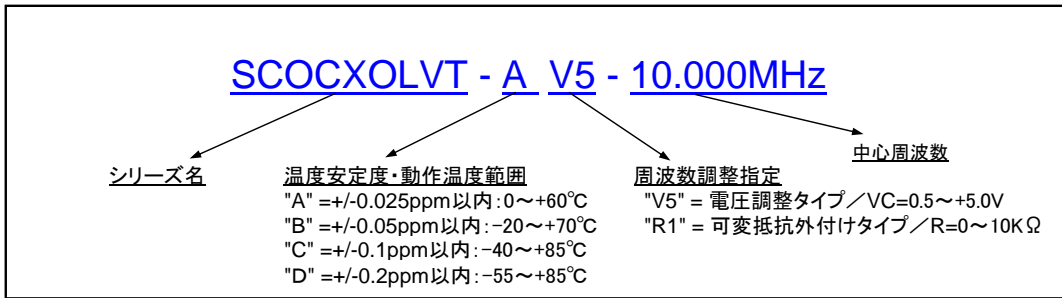 SCOCXOLVT - A V5 - 10.000MHz
中心周波数
シリーズ名
温度安定度・動作温度範囲
周波数調整指定
"A" =+/-0.025ppm以内:0～+60℃
"V5" = 電圧調整タイプ／VC=0.5～+5.0V
"B" =+/-0.05ppm以内:-20～+70℃
"R1" = 可変抵抗外付けタイプ／R=0～10KΩ
"C" =+/-0.1ppm以内:-40～+85℃
"D" =+/-0.2ppm以内:-55～+85℃